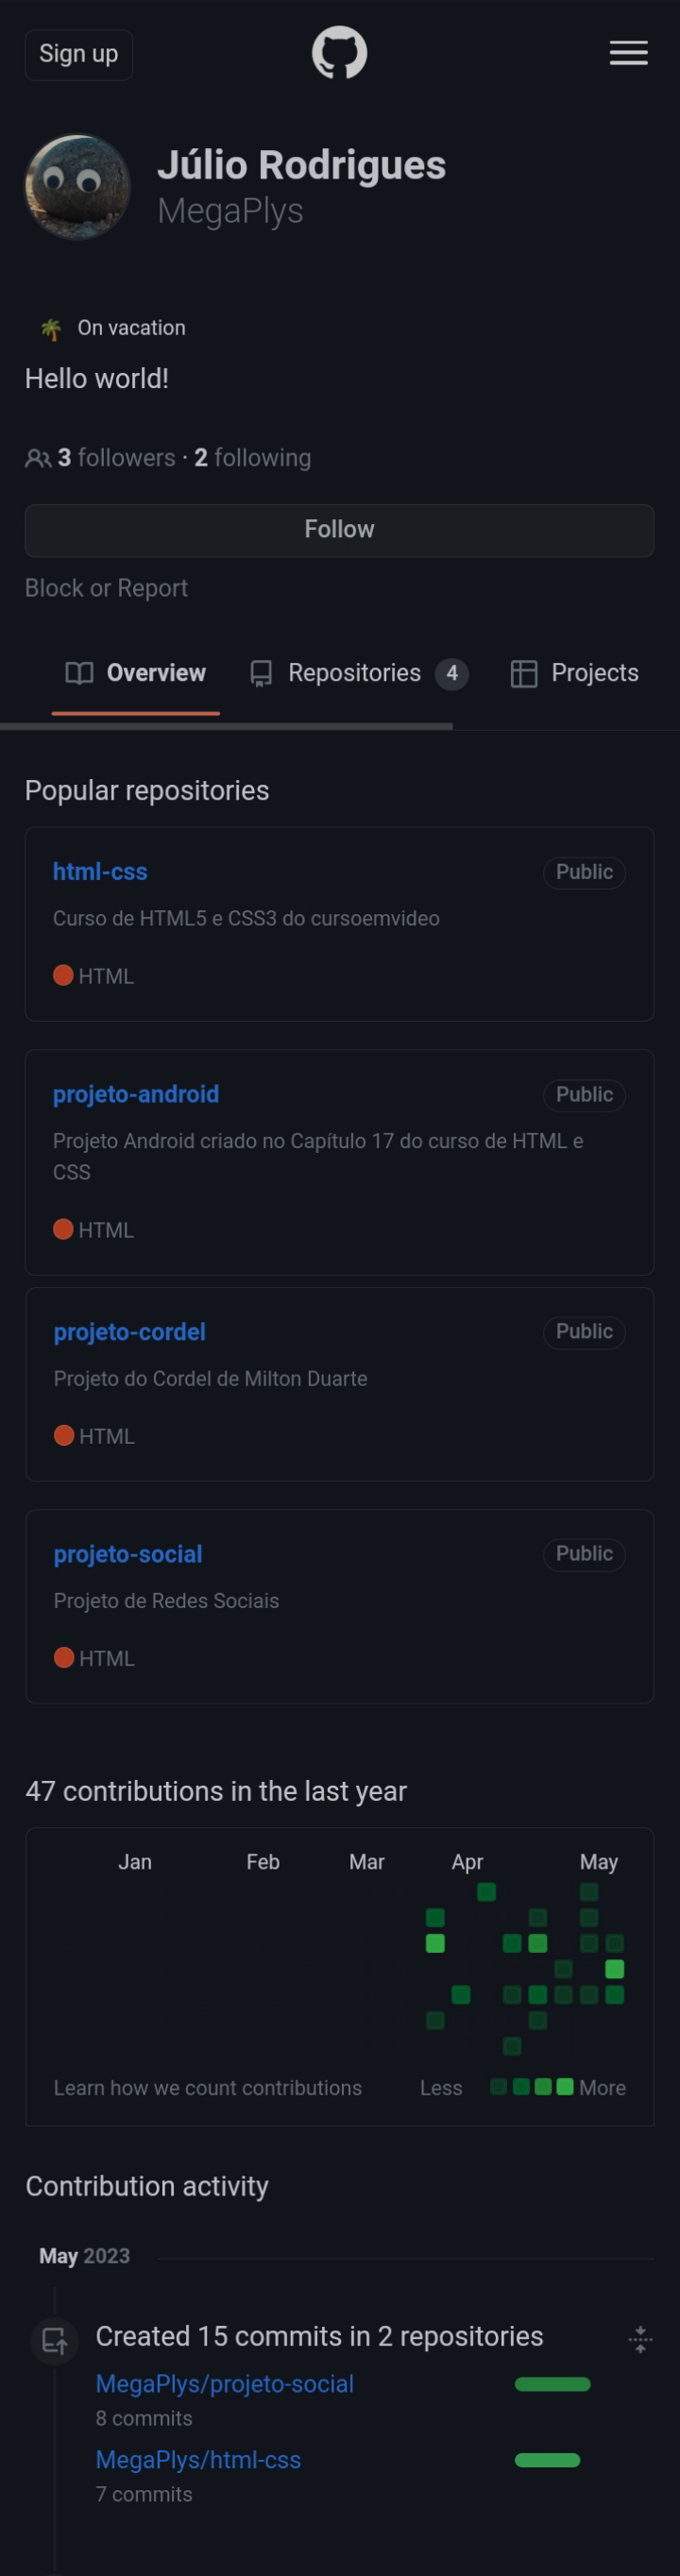 Sign up
Júlio Rodrigues
MegaPlys
On vacation
Hello world!
3 followers · 2 following
Follow
Block or Report
Overview Repositories 4 Projects
Popular repositories
html-css Public
Curso de HTML5 e CSS3 do cursoemvideo
HTML
projeto-android Public
Projeto Android criado no Capítulo 17 do curso de HTML e
CSS
HTML
projeto-cordel Public
Projeto do Cordel de Milton Duarte
HTML
projeto-social Public
Projeto de Redes Sociais
HTML
47 contributions in the last year
Jan Feb Mar Apr May
Learn how we count contributions Less More
Contribution activity
May 2023
Created 15 commits in 2 repositories
MegaPlys/projeto-social
8 commits
MegaPlys/html-css
7 commits